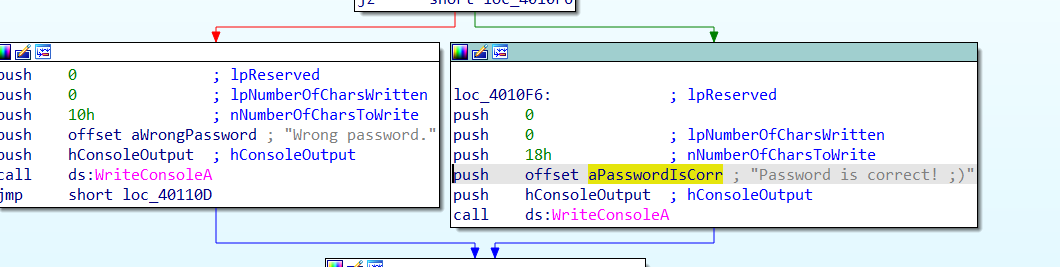 short loc_4010F6
push 0 ; lpReserved
push 0 ; lpNumberOfCharsWritten
push 10h ; nNumberOfCharsToWrite
push offset aWrongPassword ; "Wrong password."
push hConsoleOutput ; hConsoleOutput
call ds:WriteConsoleA
jmp short loc_40110D
loc_4010F6: ; lpReserved
push 0
push 0 ; lpNumberOfCharsWritten
push 18h ; nNumberOfCharsToWrite
push offset aPasswordIsCorr ; "Password is correct! ;)"
push hConsoleOutput ; hConsoleOutput
call ds:WriteConsoleA